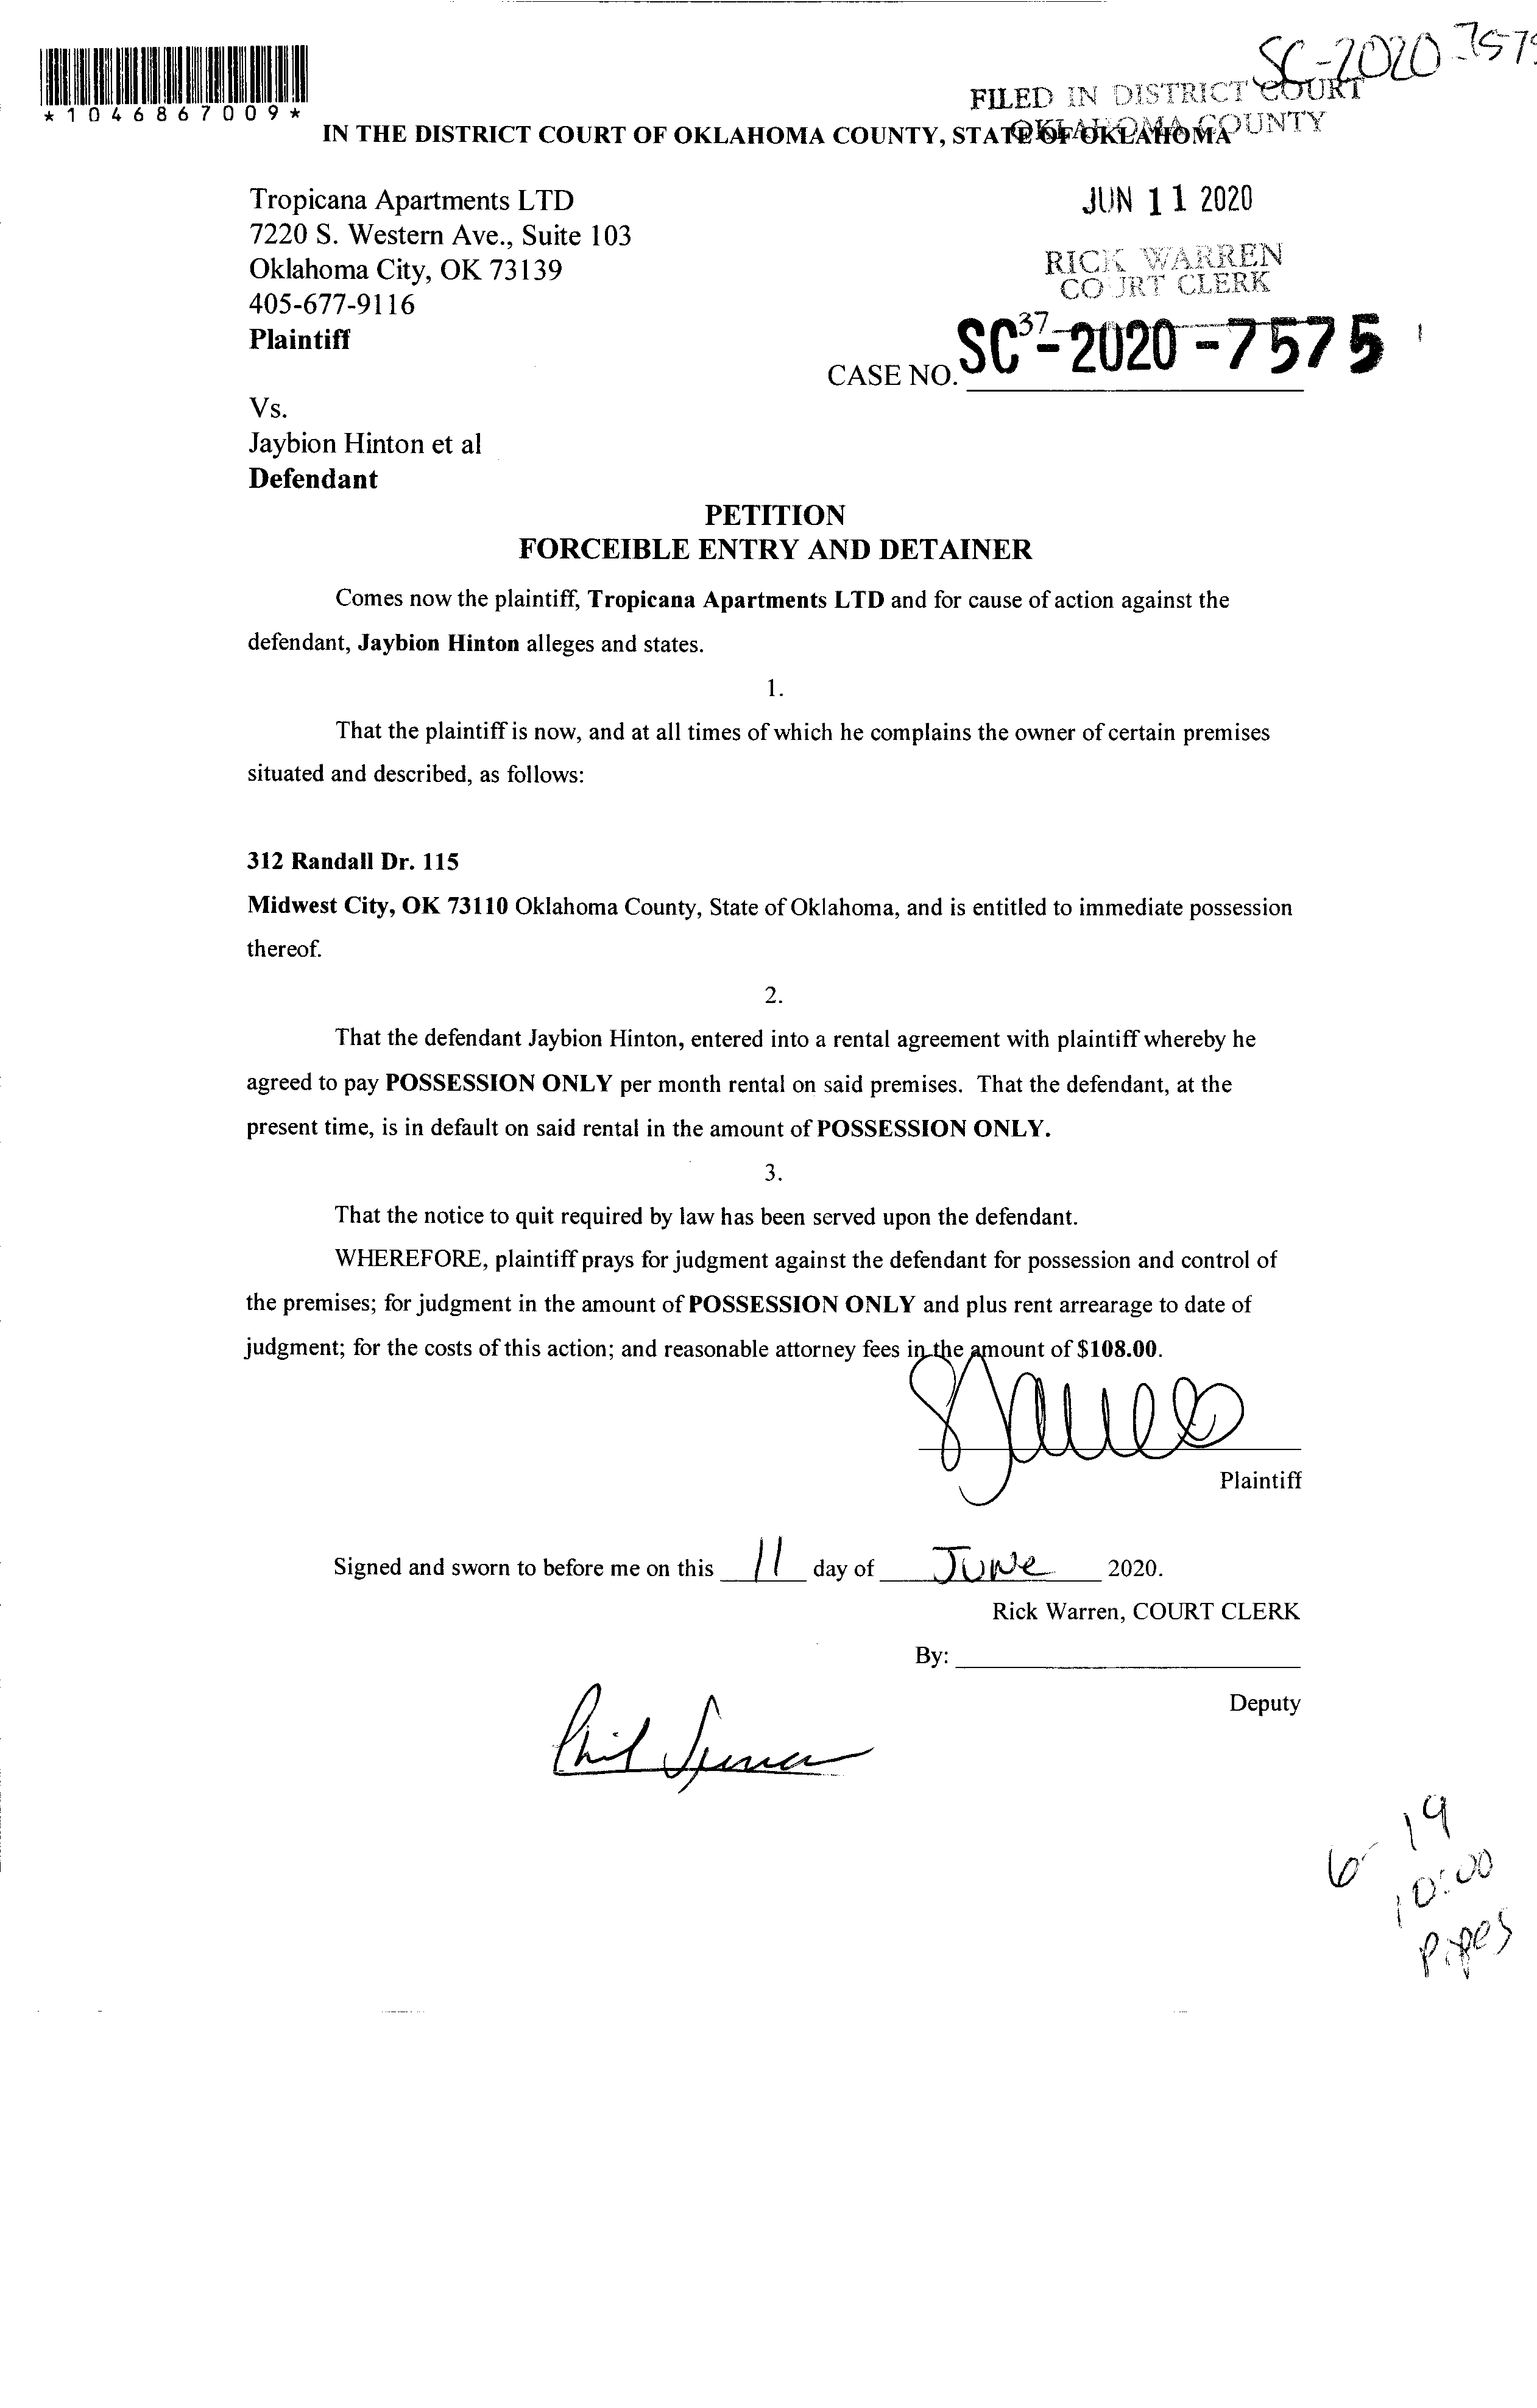 SC-2020-757
*1046867009*
FILED IN DISTRICT COURT
OKLAHOMA COUNTY
IN THE DISTRICT COURT OF OKLAHOMA COUNTY, STATE OF OKLAHOMA
Tropicana Apartments LTD
7220 S. Western Ave., Suite 103
Oklahoma City, OK 73139
405-677-9116
Plaintiff
JUN 11 2020
RICK WARREN
COURT CLERK
37
CASE NO. SC-2020-7575
Vs.
Jaybion Hinton et al
Defendant
PETITION
FORCEIBLE ENTRY AND DETAINER
Comes now the plaintiff, Tropicana Apartments LTD and for cause of action against the
defendant, Jaybion Hinton alleges and states.
1.
That the plaintiff is now, and at all times of which he complains the owner of certain premises
situated and described, as follows:
312 Randall Dr. 115
Midwest City, OK 73110 Oklahoma County, State of Oklahoma, and is entitled to immediate possession
thereof.
2.
That the defendant Jaybion Hinton, entered into a rental agreement with plaintiff whereby he
agreed to pay POSSESSION ONLY per month rental on said premises. That the defendant, at the
present time, is in default on said rental in the amount of POSSESSION ONLY.
3.
That the notice to quit required by law has been served upon the defendant.
WHEREFORE, plaintiff prays for judgment against the defendant for possession and control of
the premises; for judgment in the amount of POSSESSION ONLY and plus rent arrearage to date of
judgment; for the costs of this action; and reasonable attorney fees in the amount of $108.00.
Plaintiff
Signed and sworn to before me on this 11 day of June 2020.
Rick Warren, COURT CLERK
By:
Deputy
Phil
6-19
10:00
Pipes